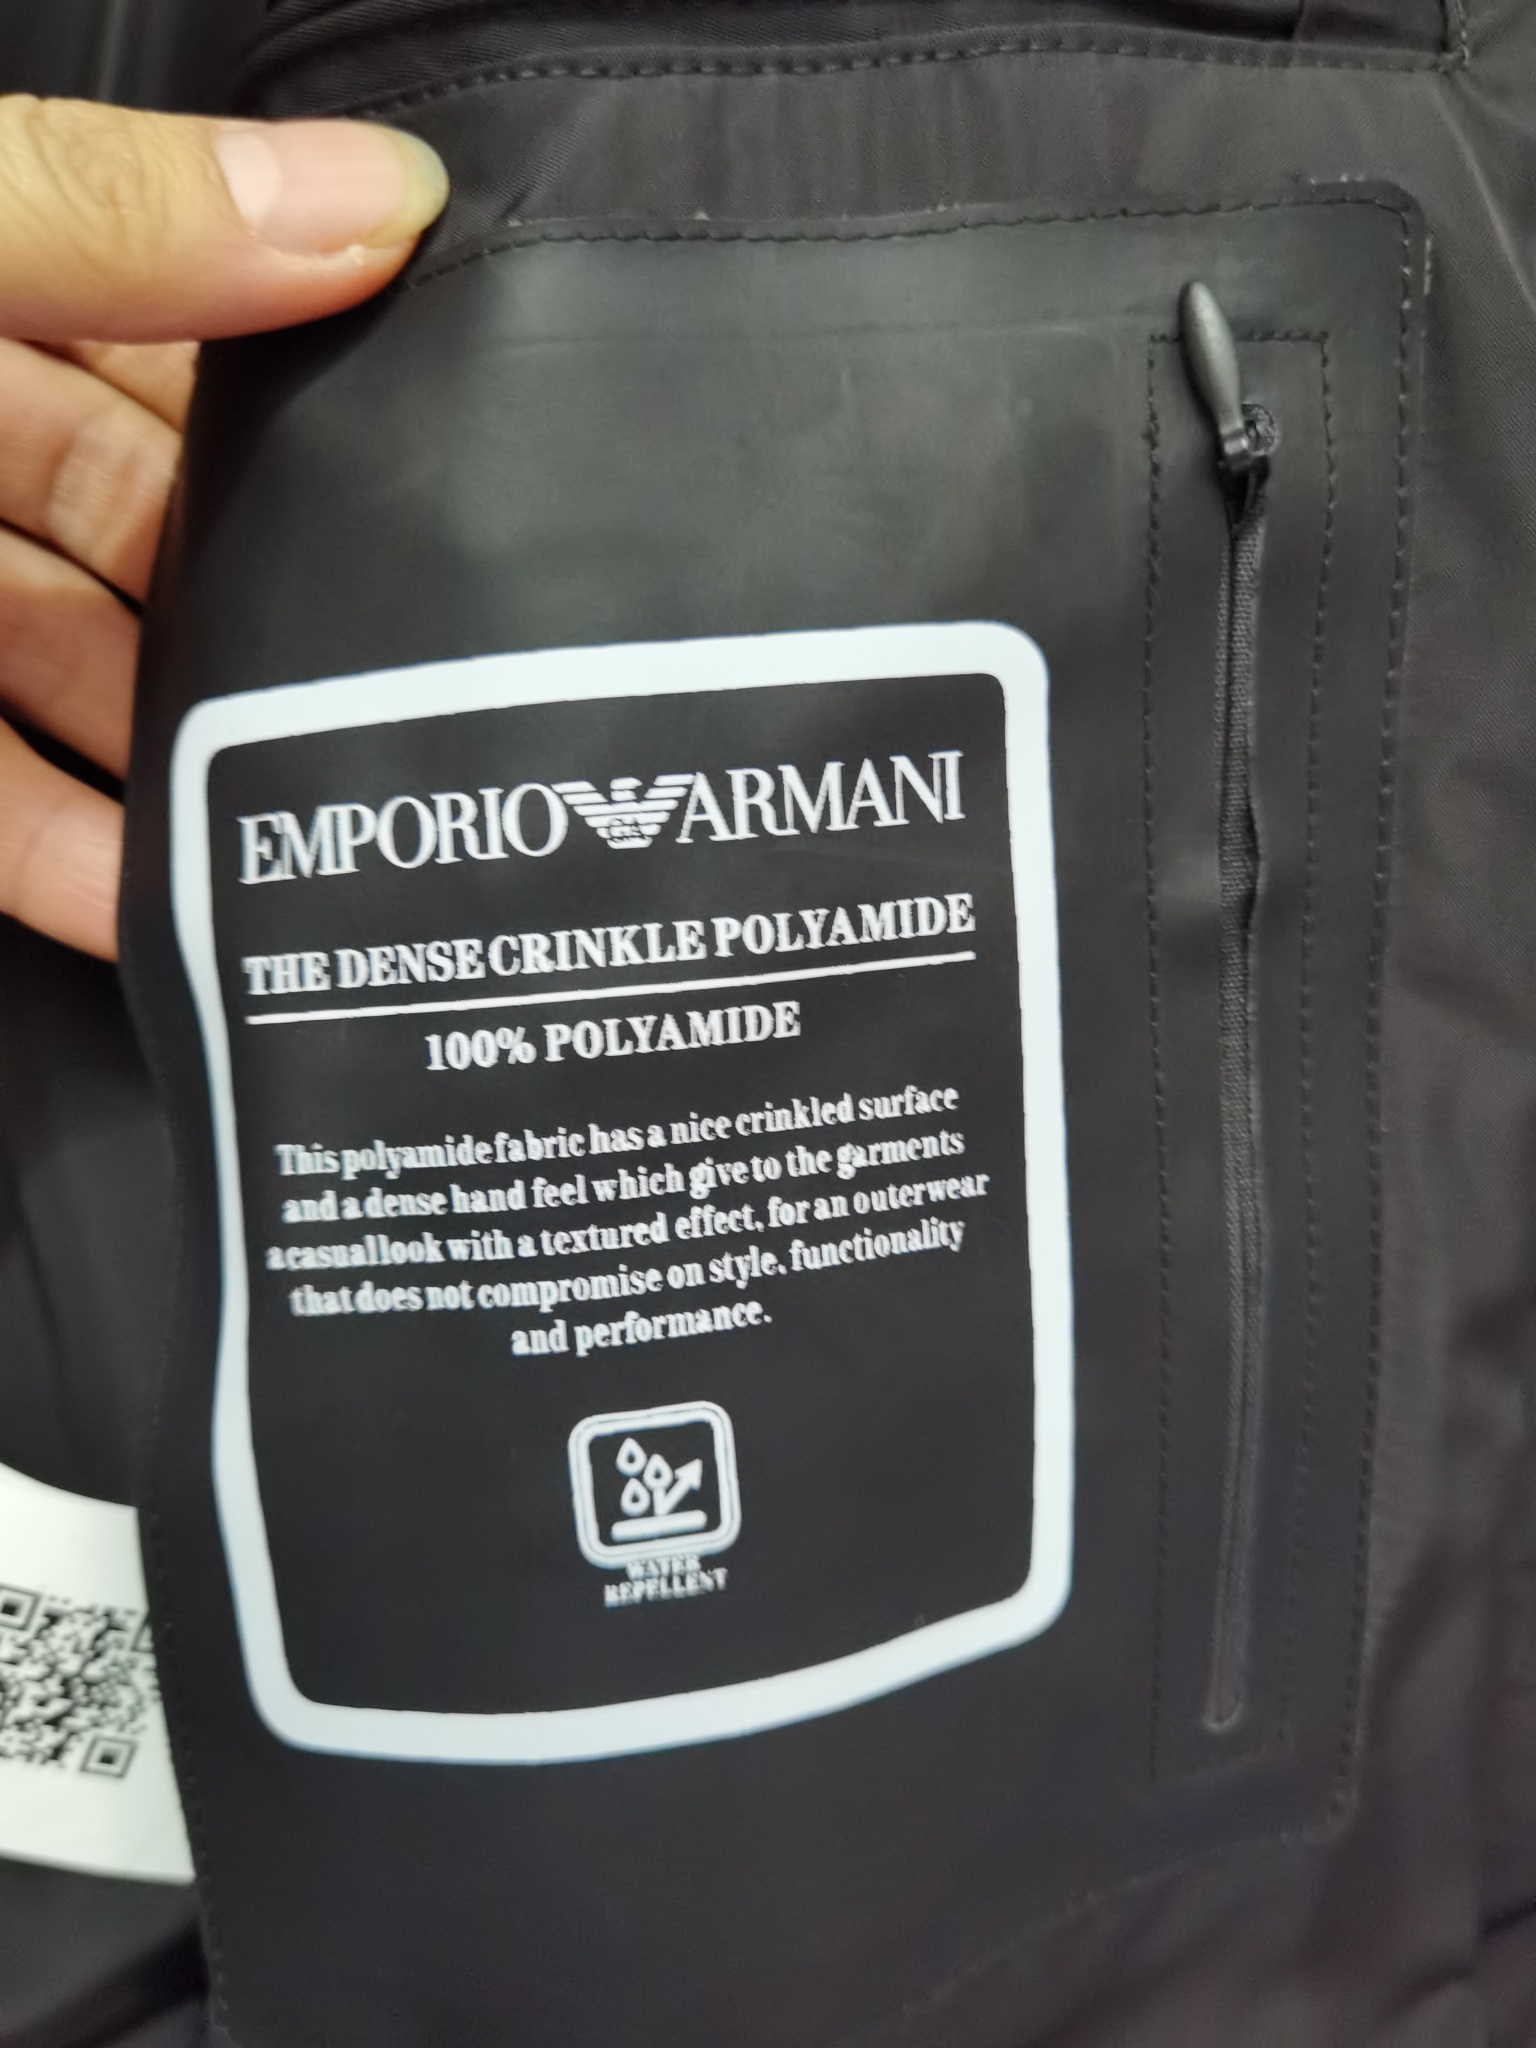 EMPORIO ARMANI
THE DENSE CRINKLE POLYAMIDE
100% POLYAMIDE
This polyamide fabric has a nice crinkled surface
and a dense hand feel which give to the garments
a casual look with a textured effect, for an outerwear
that does not compromise on style, functionality
and performance.
WATER
REPELLENT